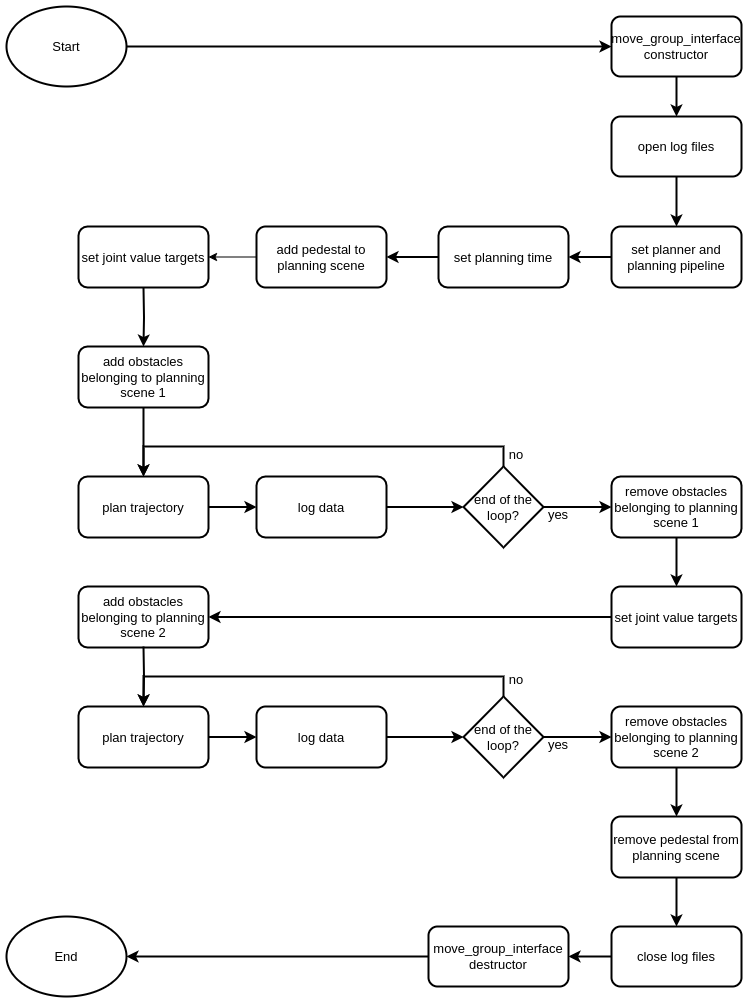 Start
move_group_interface
constructor
open log files
set joint value targets
add pedestal to
planning scene
set planning time
set planner and
planning pipeline
add obstacles
belonging to planning
scene 1
no
plan trajectory
log data
end of the
loop?
yes
remove obstacles
belonging to planning
scene 1
add obstacles
belonging to planning
scene 2
set joint value targets
no
plan trajectory
log data
end of the
loop?
yes
remove obstacles
belonging to planning
scene 2
remove pedestal from
planning scene
End
move_group_interface
destructor
close log files